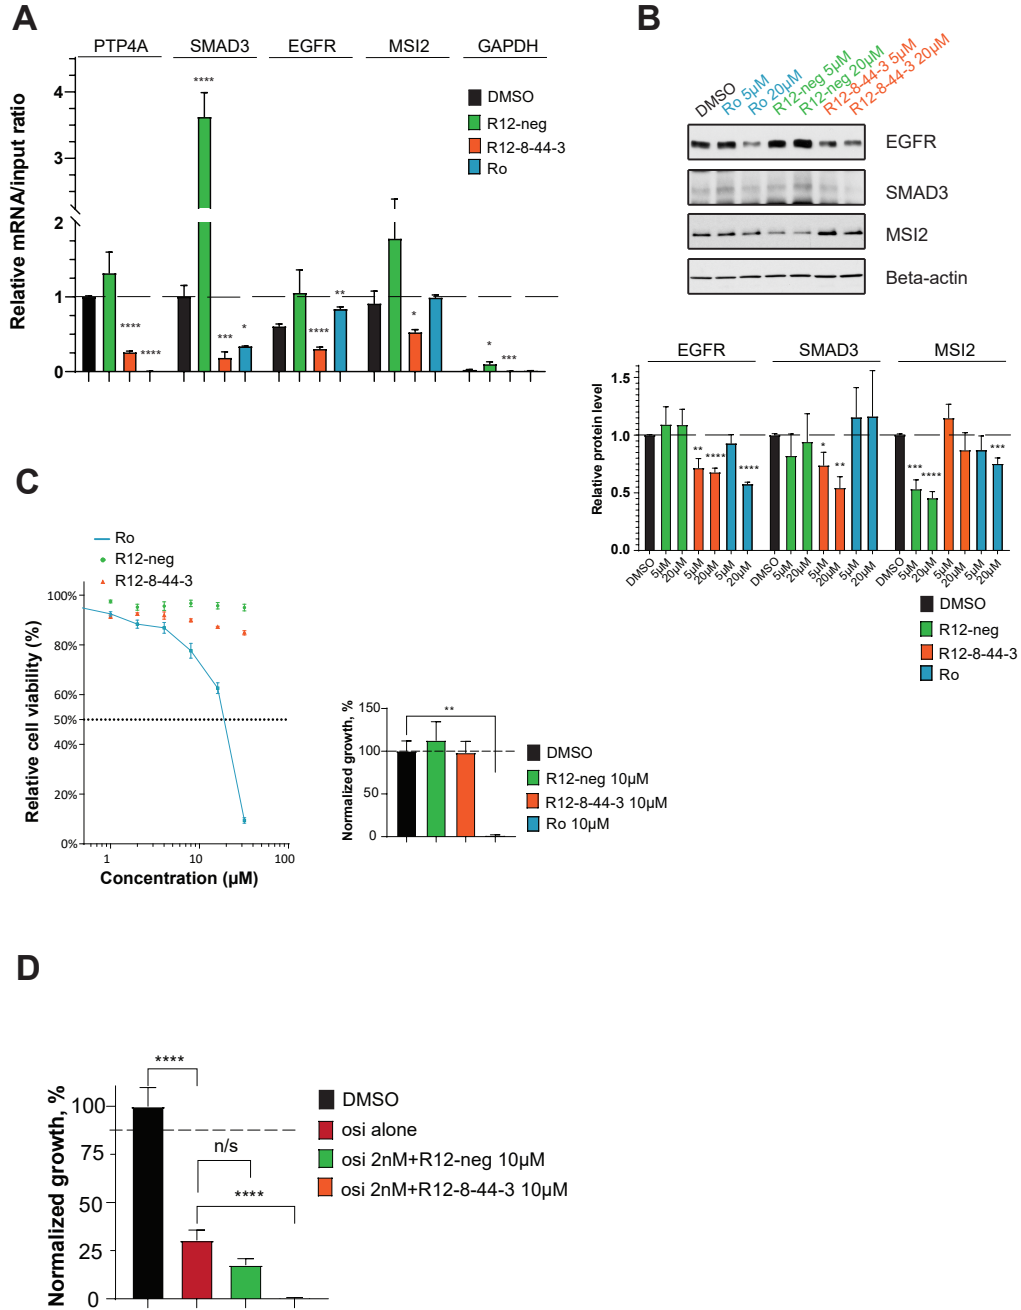 A
PTP4A SMAD3 EGFR MSI2 GAPDH
Relative mRNA/input ratio
4
3
2
1
0
**** **** **** *** * **** ** * * ***
DMSO
R12-neg
R12-8-44-3
Ro
B
DMSO
Ro 5µM
Ro 20µM
R12-neg 5µM
R12-neg 20µM
R12-8-44-3 5µM
R12-8-44-3 20µM
EGFR
SMAD3
MSI2
Beta-actin
EGFR SMAD3 MSI2
Relative protein level
1.5
1.0
0.5
0.0
** **** **** * ** *** **** ***
DMSO 5µM 20µM 5µM 20µM 5µM 20µM DMSO 5µM 20µM 5µM 20µM 5µM 20µM DMSO 5µM 20µM 5µM 20µM 5µM 20µM
DMSO
R12-neg
R12-8-44-3
Ro
C
Ro
R12-neg
R12-8-44-3
Relative cell viability (%)
100%
80%
60%
50%
40%
20%
0%
1 10 100
Concentration (µM)
Normalized growth, %
150
100
50
0
**
DMSO
R12-neg 10µM
R12-8-44-3 10µM
Ro 10µM
D
Normalized growth, %
100
75
50
25
0
****
n/s
****
DMSO
osi alone
osi 2nM+R12-neg 10µM
osi 2nM+R12-8-44-3 10µM